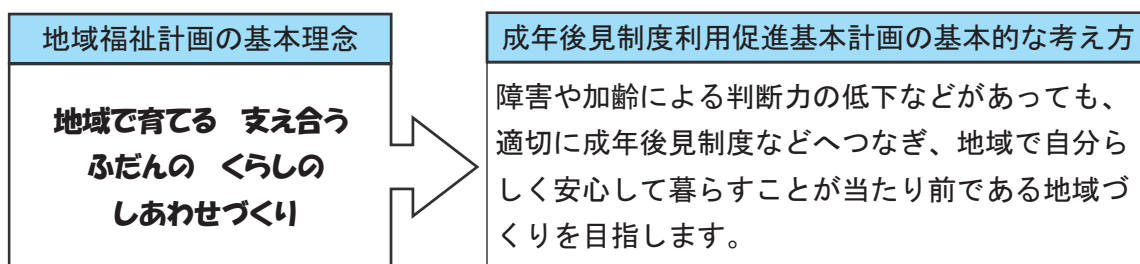 地域福祉計画の基本理念
地域で育てる　支え合う
ふだんの　くらしの
しあわせづくり
成年後見制度利用促進基本計画の基本的な考え方
障害や加齢による判断力の低下などがあっても、
適切に成年後見制度などへつなぎ、地域で自分ら
しく安心して暮らすことが当たり前である地域づ
くりを目指します。